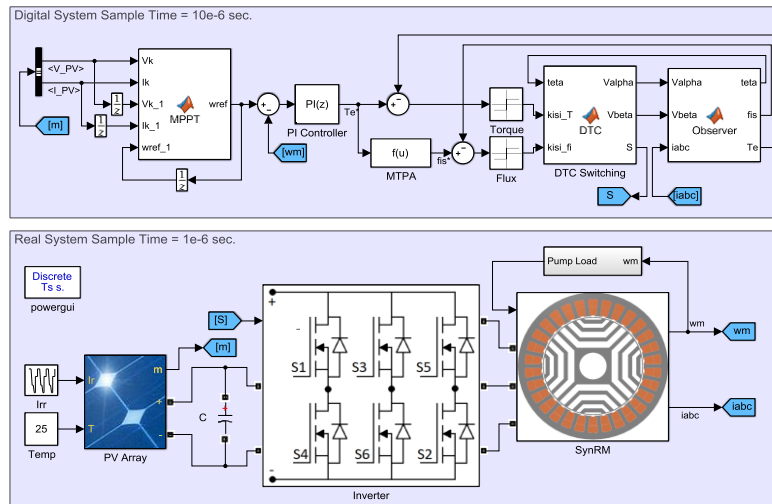 Digital System Sample Time = 10e-6 sec.
<V_PV>
<I_PV>
[m]
1
z
1
z
Vk
Ik
Vk_1
Ik_1
wref_1
MPPT
wref
1
z
[wm]
PI(z)
PI Controller
Te*
f(u)
MTPA
fis*
Torque
Flux
teta
kisi_T
kisi_fi
DTC
Valpha
Vbeta
S
DTC Switching
S
Valpha
Vbeta
iabc
Observer
teta
fis
Te
[iabc]
Real System Sample Time = 1e-6 sec.
Discrete
Ts s.
powergui
Irr
25
Temp
Ir
T
m
+
-
PV Array
[m]
[S]
C
+
+
-
-
S1
S3
S5
S4
S6
S2
Inverter
Pump Load
wm
SynRM
wm
wm
iabc
iabc